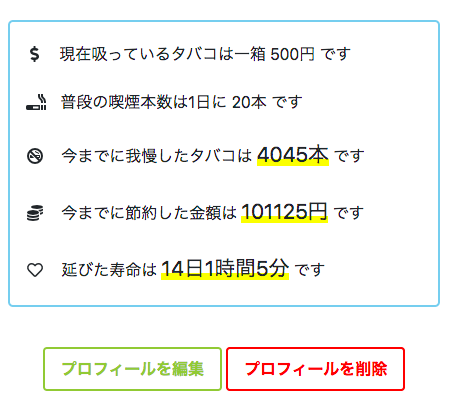 現在吸っているタバコは一箱 500円 です
普段の喫煙本数は1日に 20本 です
今までに我慢したタバコは 4045本 です
今までに節約した金額は 101125円 です
延びた寿命は 14日1時間5分 です
プロフィールを編集 プロフィールを削除